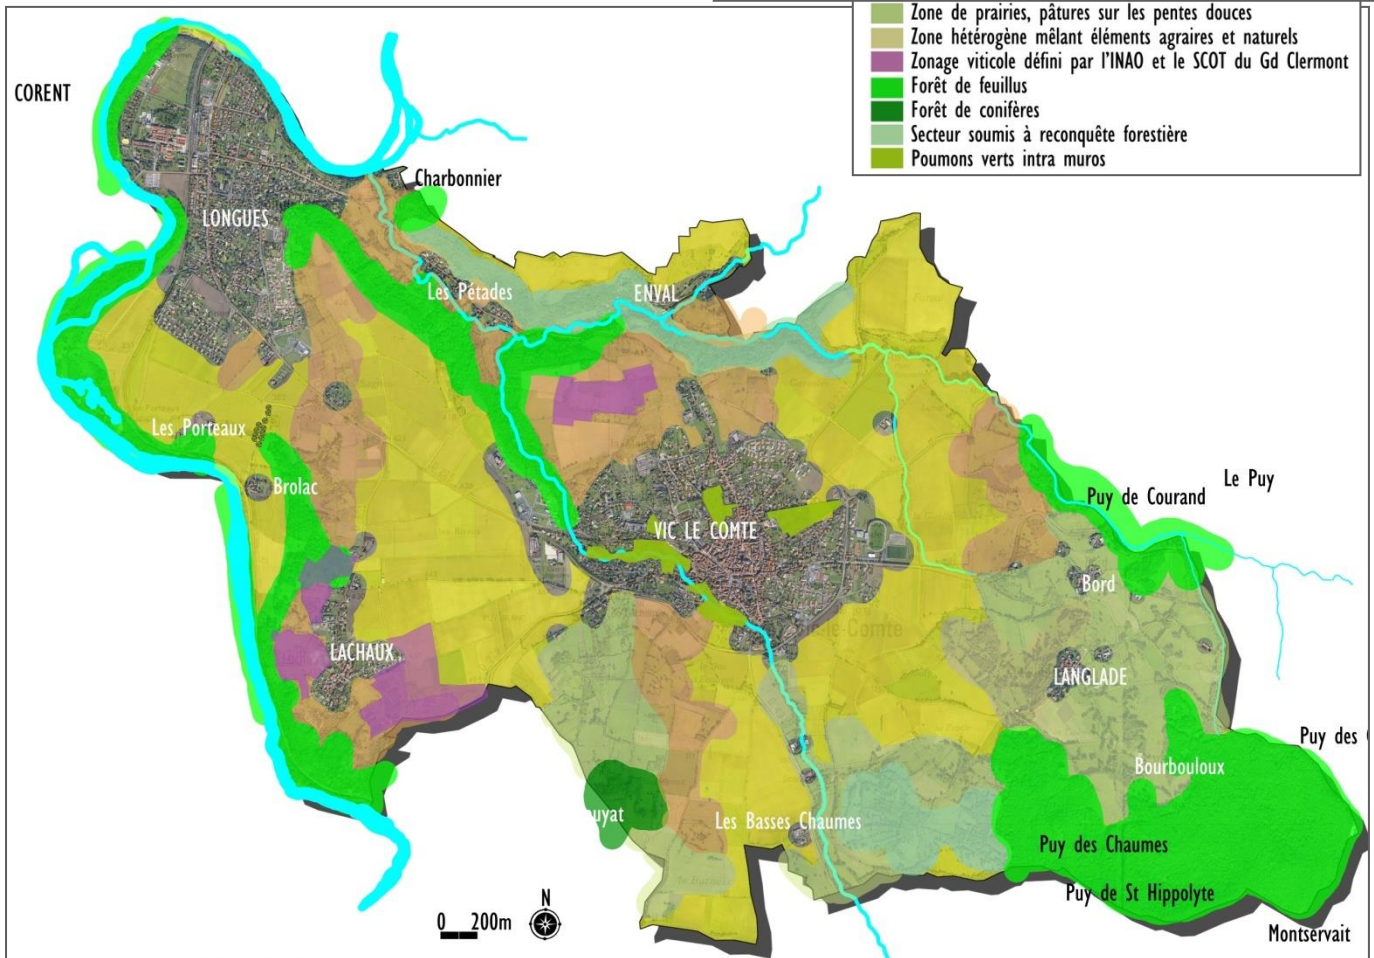 Zone de prairies, pâtures sur les pentes douces
Zone hétérogène mêlant éléments agraires et naturels
Zonage viticole défini par l'INAO et le SCOT du Gd Clermont
Forêt de feuillus
Forêt de conifères
Secteur soumis à reconquête forestière
Poumons verts intra muros
CORENT
Charbonnier
LONGUES
Les Pétades
ENVAL
Les Porteaux
Brolac
Puy de Courand
Le Puy
VIC LE COMTE
Bord
LACHAUX
LANGLADE
Puy des
Bourbouloux
ouyat
Les Basses Chaumes
Puy des Chaumes
Puy de St Hippolyte
Montservait
0 200m
N